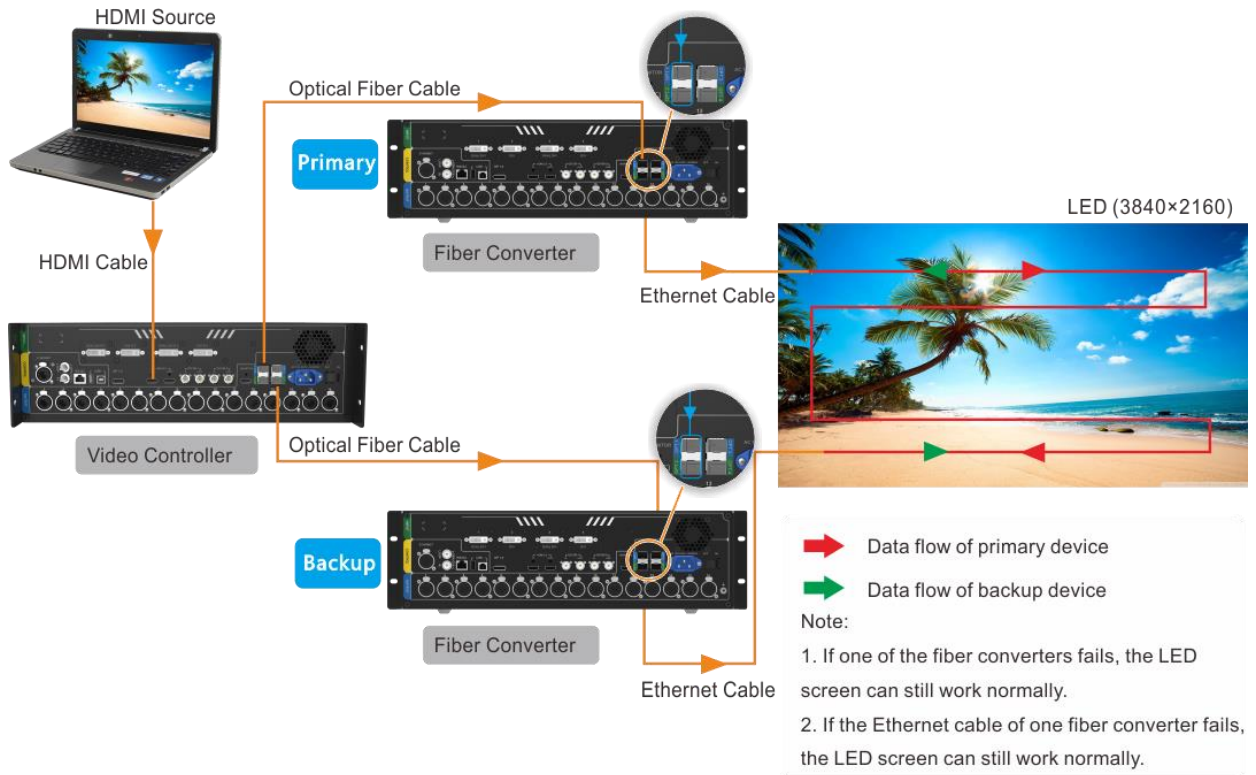 HDMI Source
Optical Fiber Cable
Primary
LED (3840×2160)
Fiber Converter
HDMI Cable
Ethernet Cable
Video Controller
Optical Fiber Cable
12
Backup
Data flow of primary device
Data flow of backup device
Note:
Fiber Converter
1. If one of the fiber converters fails, the LED
screen can still work normally.
Ethernet Cable
2. If the Ethernet cable of one fiber converter fails,
the LED screen can still work normally.